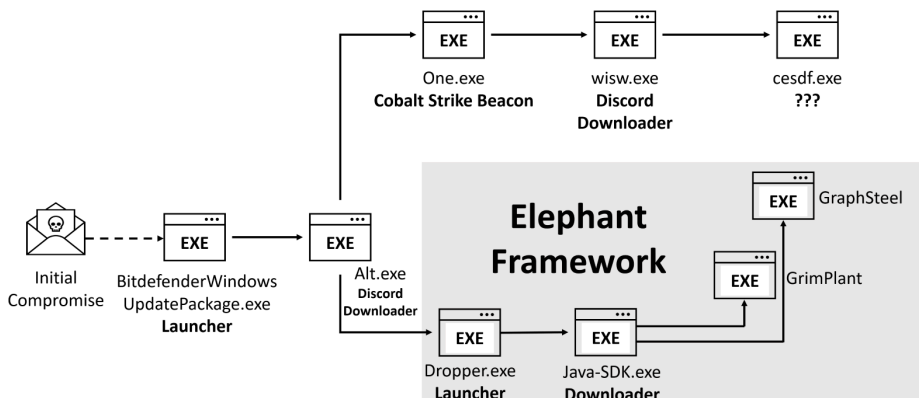 EXE
One.exe
Cobalt Strike Beacon
EXE
wisw.exe
Discord
Downloader
EXE
cesdf.exe
???
Initial
Compromise
EXE
BitdefenderWindows
UpdatePackage.exe
Launcher
EXE
Alt.exe
Discord
Downloader
Elephant
Framework
EXE
GraphSteel
EXE
GrimPlant
EXE
Dropper.exe
Launcher
EXE
Java-SDK.exe
Downloader